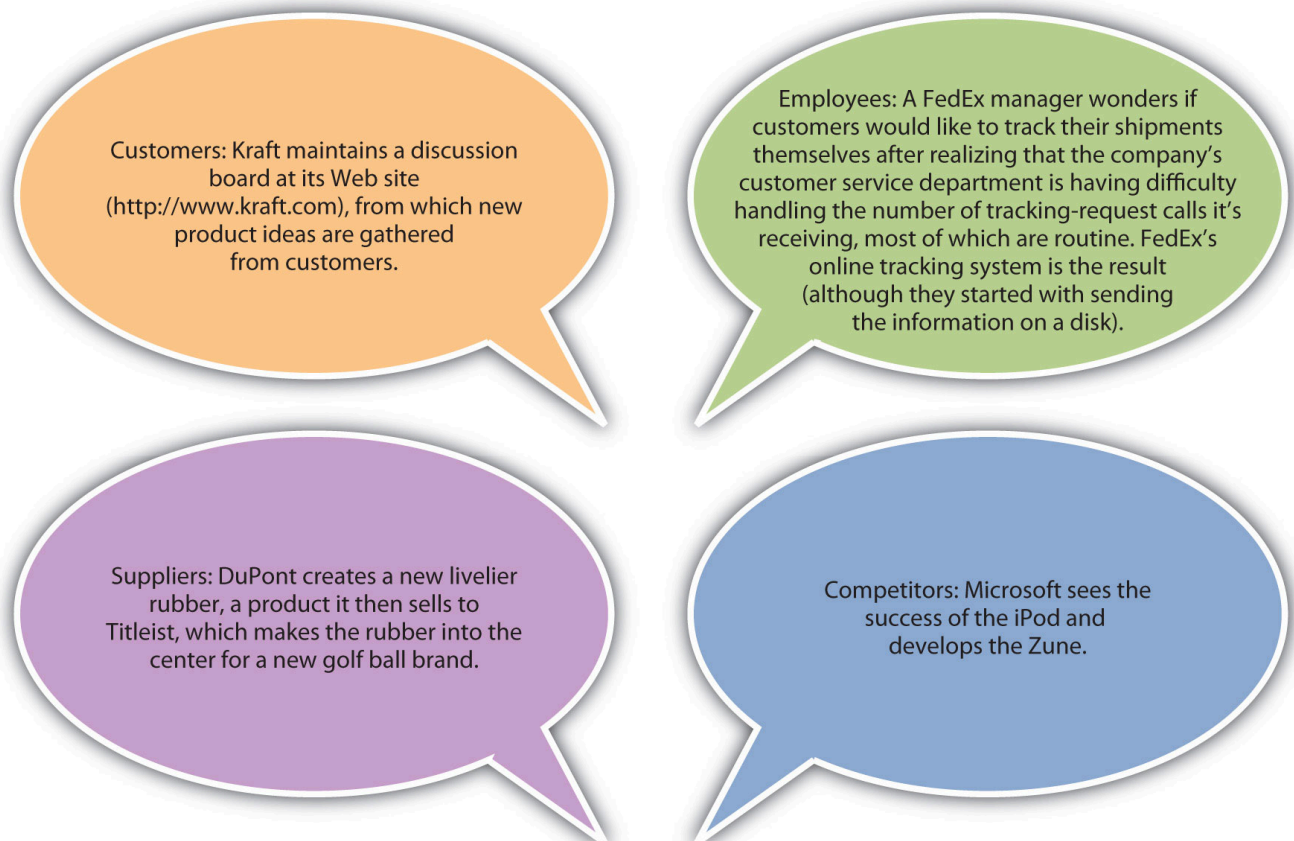 Customers: Kraft maintains a discussion
board at its Web site
(http://www.kraft.com), from which new
product ideas are gathered
from customers.
Employees: A FedEx manager wonders if
customers would like to track their shipments
themselves after realizing that the company’s
customer service department is having difficulty
handling the number of tracking-request calls it’s
receiving, most of which are routine. FedEx’s
online tracking system is the result
(although they started with sending
the information on a disk).
Suppliers: DuPont creates a new livelier
rubber, a product it then sells to
Titleist, which makes the rubber into the
center for a new golf ball brand.
Competitors: Microsoft sees the
success of the iPod and
develops the Zune.